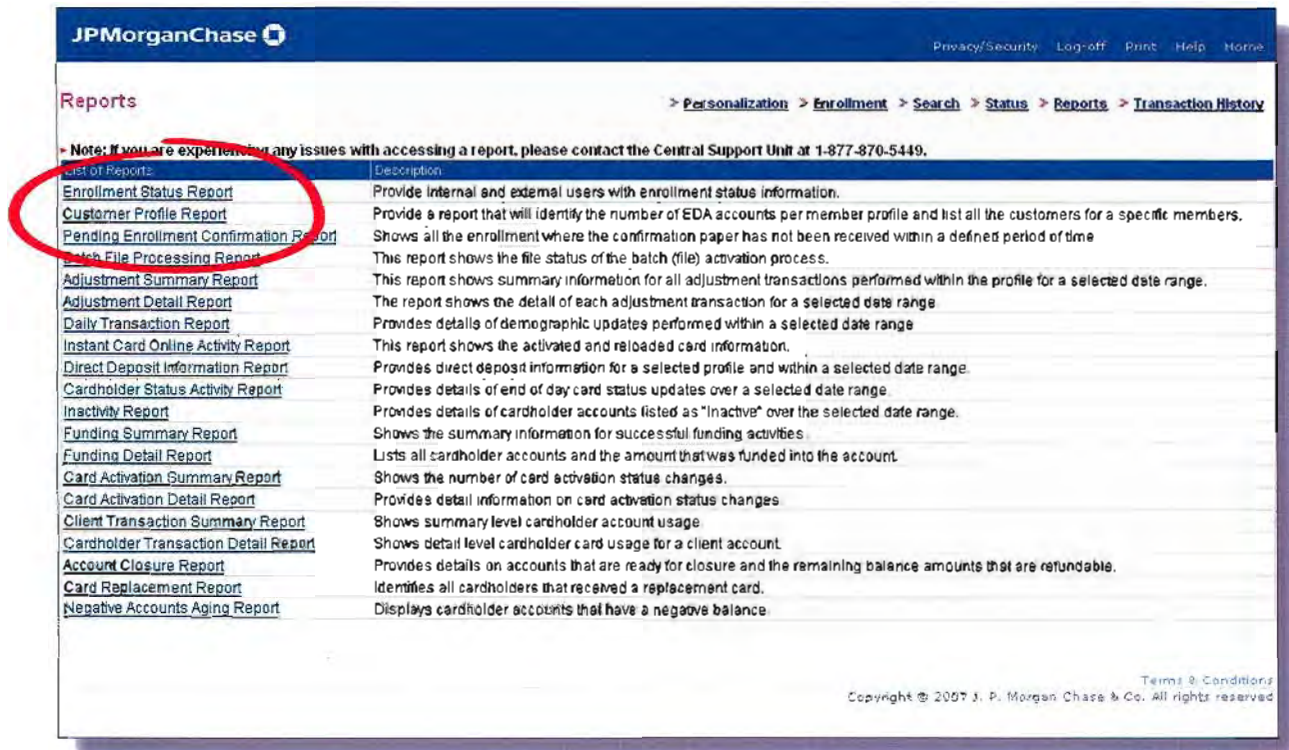 JPMorganChase
Privacy/Security Log-off Print Help Home
Reports
> Personalization > Enrollment > Search > Status > Reports > Transaction History
Note: If you are experiencing any issues with accessing a report, please contact the Central Support Unit at 1-877-870-5449.
List of Reports Description
Enrollment Status Report Provide internal and external users with enrollment status information.
Customer Profile Report Provide a report that will identify the number of EDA accounts per member profile and list all the customers for a specific members.
Pending Enrollment Confirmation Report Shows all the enrollment where the confirmation paper has not been received within a defined period of time
Batch File Processing Report This report shows the file status of the batch (file) activation process.
Adjustment Summary Report This report shows summary information for all adjustment transactions performed within the profile for a selected date range.
Adjustment Detail Report The report shows the detail of each adjustment transaction for a selected date range
Daily Transaction Report Provides details of demographic updates performed within a selected date range
Instant Card Online Activity Report This report shows the activated and reloaded card information.
Direct Deposit Information Report Provides direct deposit information for a selected profile and within a selected date range.
Cardholder Status Activity Report Provides details of end of day card status updates over a selected date range
Inactivity Report Provides details of cardholder accounts listed as "Inactive" over the selected date range.
Funding Summary Report Shows the summary information for successful funding activities
Funding Detail Report Lists all cardholder accounts and the amount that was funded into the account.
Card Activation Summary Report Shows the number of card activation status changes.
Card Activation Detail Report Provides detail information on card activation status changes
Client Transaction Summary Report Shows summary level cardholder account usage
Cardholder Transaction Detail Report Shows detail level cardholder card usage for a client account.
Account Closure Report Provides details on accounts that are ready for closure and the remaining balance amounts that are refundable.
Card Replacement Report Identifies all cardholders that received a replacement card.
Negative Accounts Aging Report Displays cardholder accounts that have a negative balance
Terms & Conditions
Copyright © 2007 J. P. Morgan Chase & Co. All rights reserved